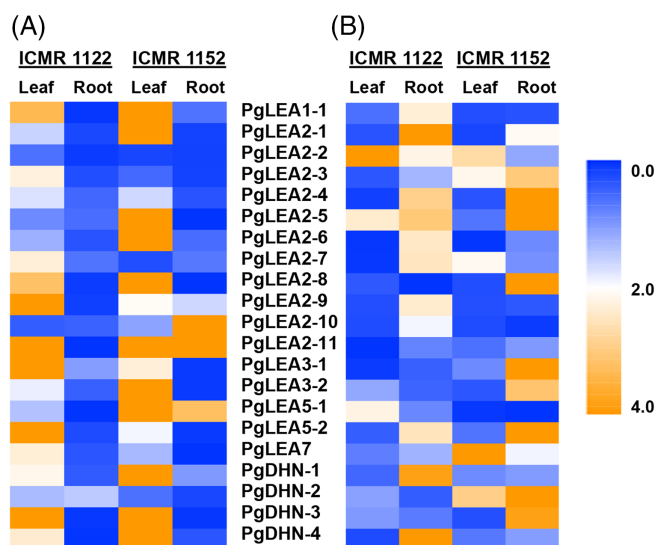 (A) (B)
ICMR 1122 ICMR 1152 ICMR 1122 ICMR 1152
Leaf Root Leaf Root Leaf Root Leaf Root
PgLEA1-1
PgLEA2-1
PgLEA2-2
PgLEA2-3
PgLEA2-4
PgLEA2-5
PgLEA2-6
PgLEA2-7
PgLEA2-8
PgLEA2-9
PgLEA2-10
PgLEA2-11
PgLEA3-1
PgLEA3-2
PgLEA5-1
PgLEA5-2
PgLEA7
PgDHN-1
PgDHN-2
PgDHN-3
PgDHN-4
0.0
2.0
4.0